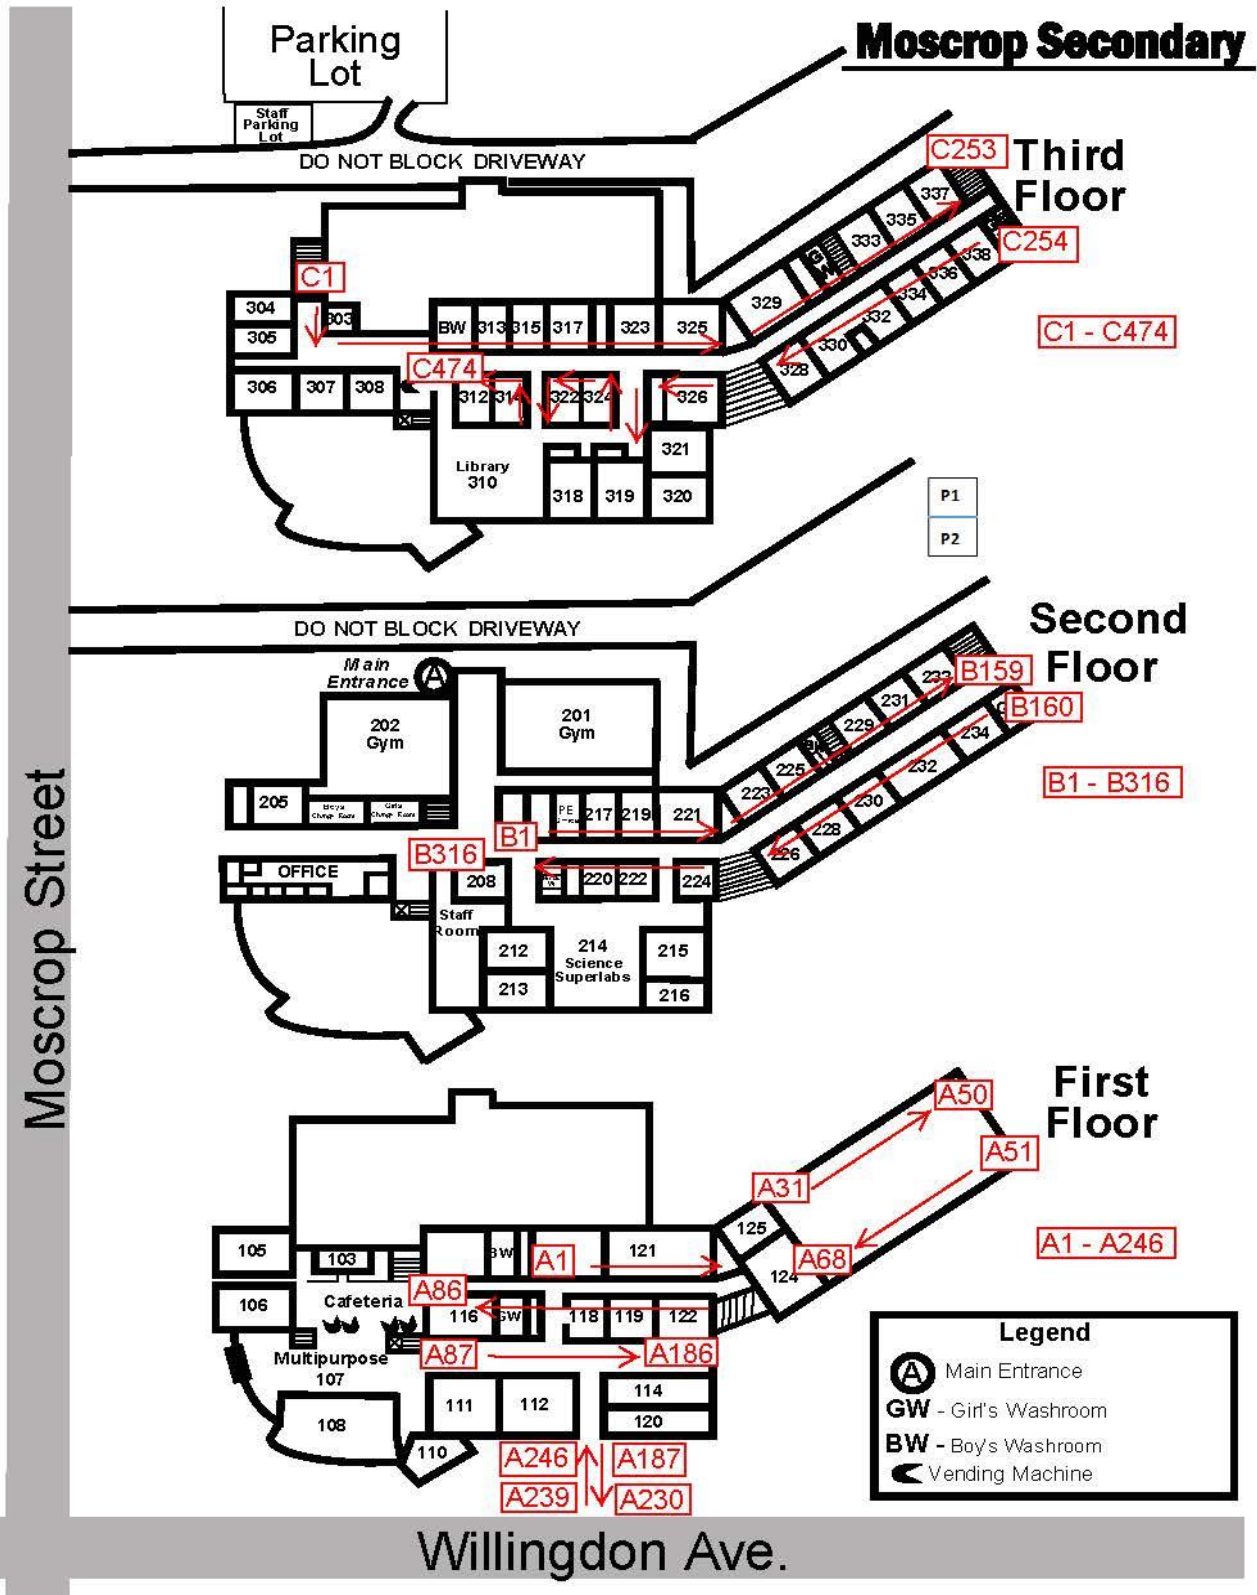 Moscrop Secondary
Parking
Lot
Staff
Parking
Lot
DO NOT BLOCK DRIVEWAY
Third
Floor
C253
C254
C1 - C474
C1
304
305
303
306
307
308
BW
313
315
317
323
325
329
GW
333
335
337
C474
312
314
322
324
326
328
330
332
334
336
338
Library
310
318
319
321
320
P1
P2
DO NOT BLOCK DRIVEWAY
Second
Floor
Main
Entrance
A
202
Gym
201
Gym
205
Boys
Change Room
Girls
Change Room
PE
217
219
221
223
225
BW
229
231
233
B159
B160
B1 - B316
B1
B316
OFFICE
208
220
222
224
226
228
230
232
234
Staff
Room
212
213
214
Science
Superlabs
215
216
Moscrop Street
First
Floor
A50
A51
A31
A68
A1 - A246
125
124
105
103
BW
A1
121
106
Cafeteria
A86
116
GW
118
119
122
Multipurpose
107
A87
A186
108
110
111
112
114
120
A246
A187
A239
A230
Legend
A Main Entrance
GW - Girl's Washroom
BW - Boy's Washroom
Vending Machine
Willingdon Ave.